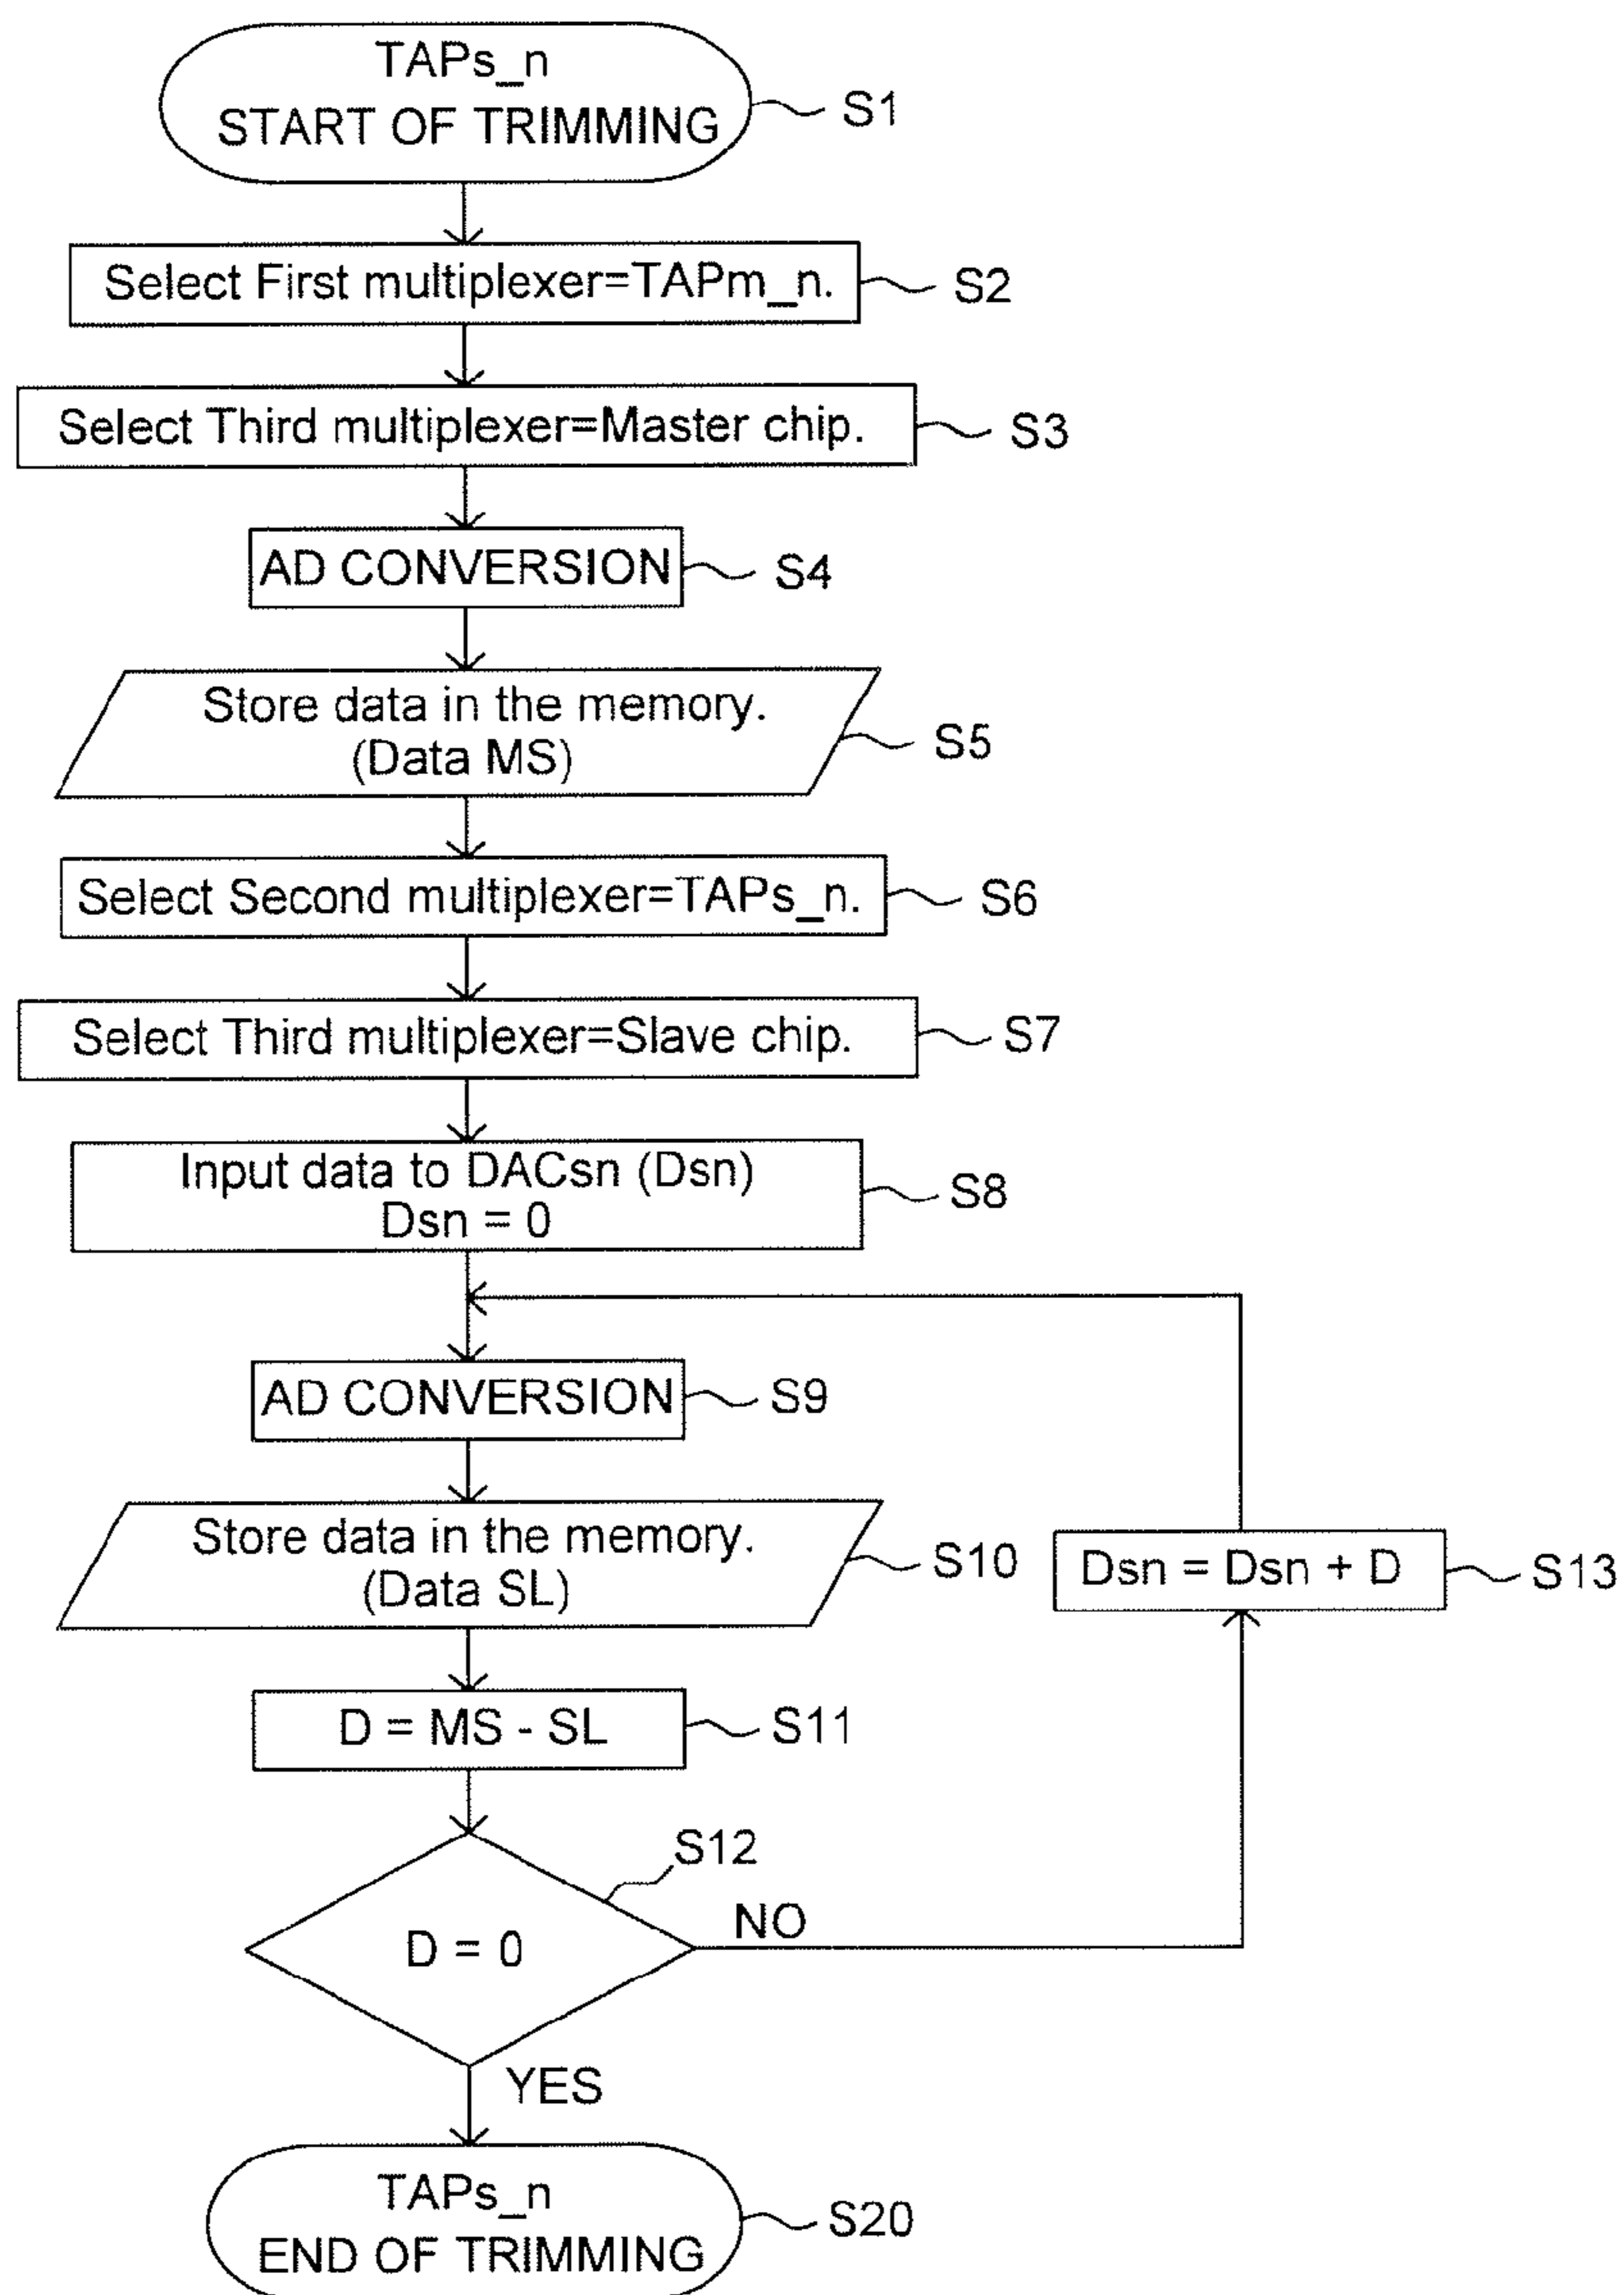 TAPs_n
START OF TRIMMING
S1
Select First multiplexer=TAPm_n.
S2
Select Third multiplexer=Master chip.
S3
AD CONVERSION
S4
Store data in the memory.
(Data MS)
S5
Select Second multiplexer=TAPs_n.
S6
Select Third multiplexer=Slave chip.
S7
Input data to DACsn (Dsn)
Dsn = 0
S8
AD CONVERSION
S9
Store data in the memory.
(Data SL)
S10
Dsn = Dsn + D
S13
D = MS - SL
S11
S12
D = 0
NO
YES
TAPs_n
END OF TRIMMING
S20